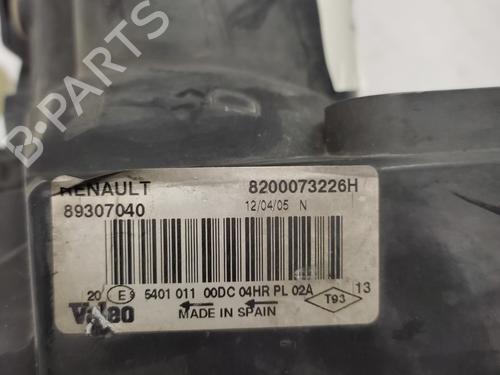 B-PARTS
RENAULT 8200073226H
89307040 12/04/05 N
20 E9 5401 011 00DC 04HR PL 02A T93 13
Valeo MADE IN SPAIN